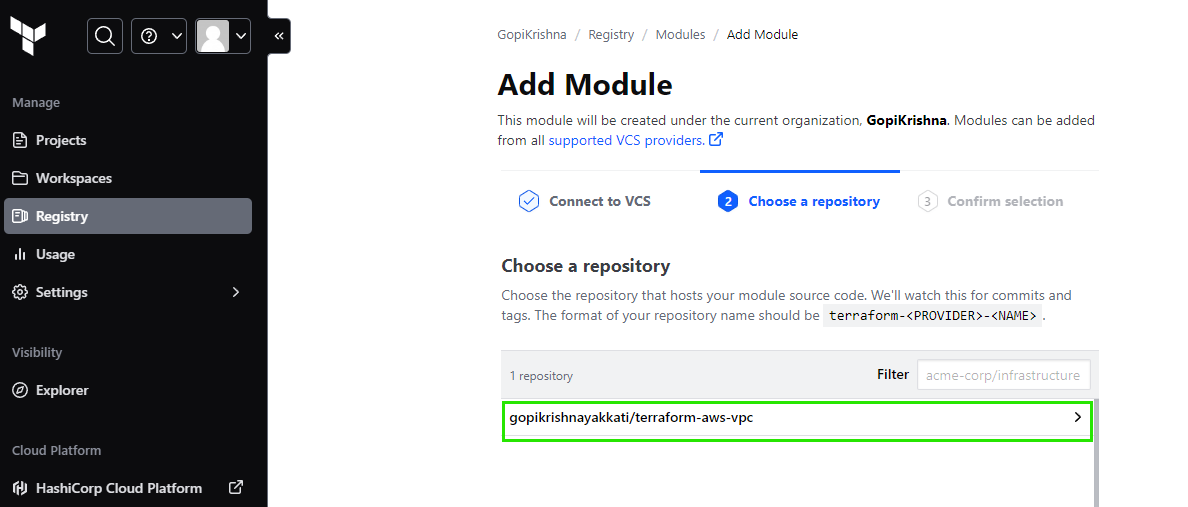 Manage
Projects
Workspaces
Registry
Usage
Settings
Visibility
Explorer
Cloud Platform
HashiCorp Cloud Platform
GopiKrishna / Registry / Modules / Add Module
Add Module
This module will be created under the current organization, GopiKrishna. Modules can be added
from all supported VCS providers.
Connect to VCS
2 Choose a repository
3 Confirm selection
Choose a repository
Choose the repository that hosts your module source code. We'll watch this for commits and
tags. The format of your repository name should be terraform-<PROVIDER>-<NAME> .
1 repository
Filter acme-corp/infrastructure
gopikrishnayakkati/terraform-aws-vpc